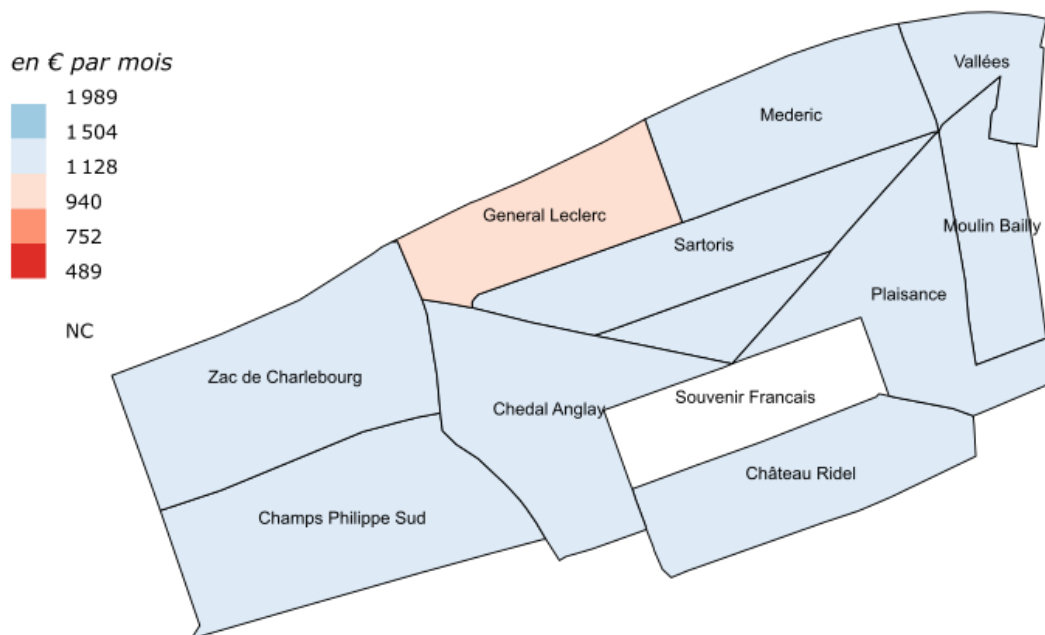 en € par mois
1 989
1 504
1 128
940
752
489
NC
Vallées
Mederic
General Leclerc
Moulin Bailly
Sartoris
Plaisance
Zac de Charlebourg
Souvenir Francais
Chedal Anglay
Château Ridel
Champs Philippe Sud